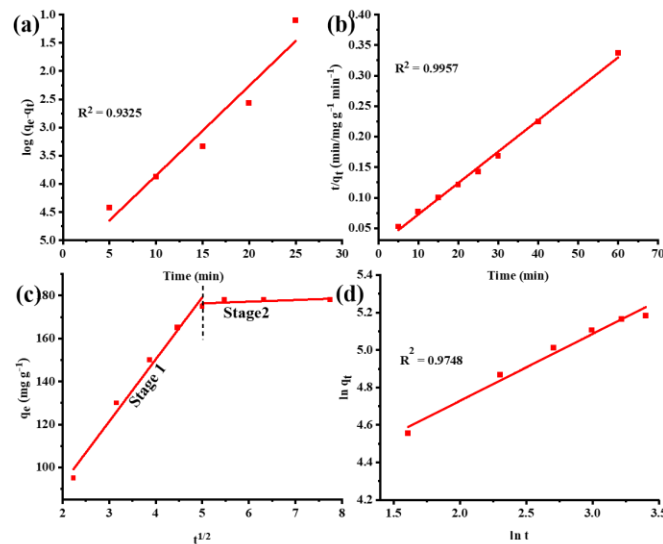 (a)
1.0
1.5
2.0
2.5
3.0
3.5
4.0
4.5
5.0
log (qe-qt)
R² = 0.9325
0 5 10 15 20 25 30
Time (min)
(b)
0.40
0.35
0.30
0.25
0.20
0.15
0.10
0.05
t/qt (min/mg g⁻¹ min⁻¹)
R² = 0.9957
0 10 20 30 40 50 60 70
Time (min)
(c)
180
160
140
120
100
qe (mg g⁻¹)
Stage 1
Stage2
2 3 4 5 6 7 8
t¹/²
(d)
5.4
5.2
5.0
4.8
4.6
4.4
4.2
ln qt
R² = 0.9748
1.5 2.0 2.5 3.0 3.5
ln t